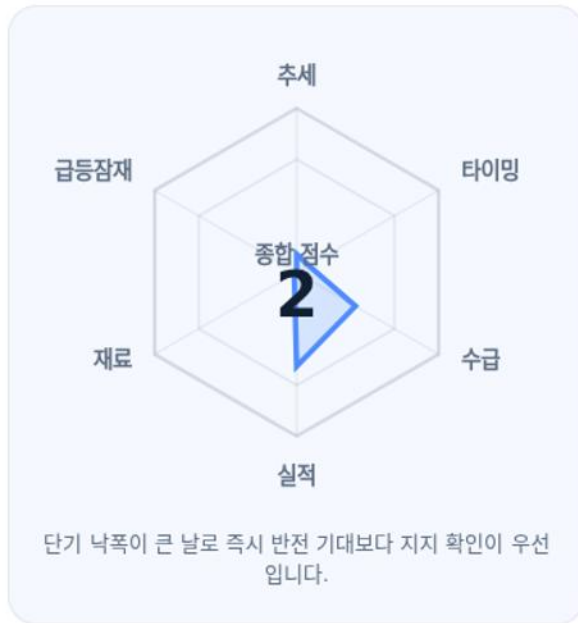 추세
급등잠재
타이밍
종합 점수
2
재료
수급
실적
단기 낙폭이 큰 날로 즉시 반전 기대보다 지지 확인이 우선
입니다.